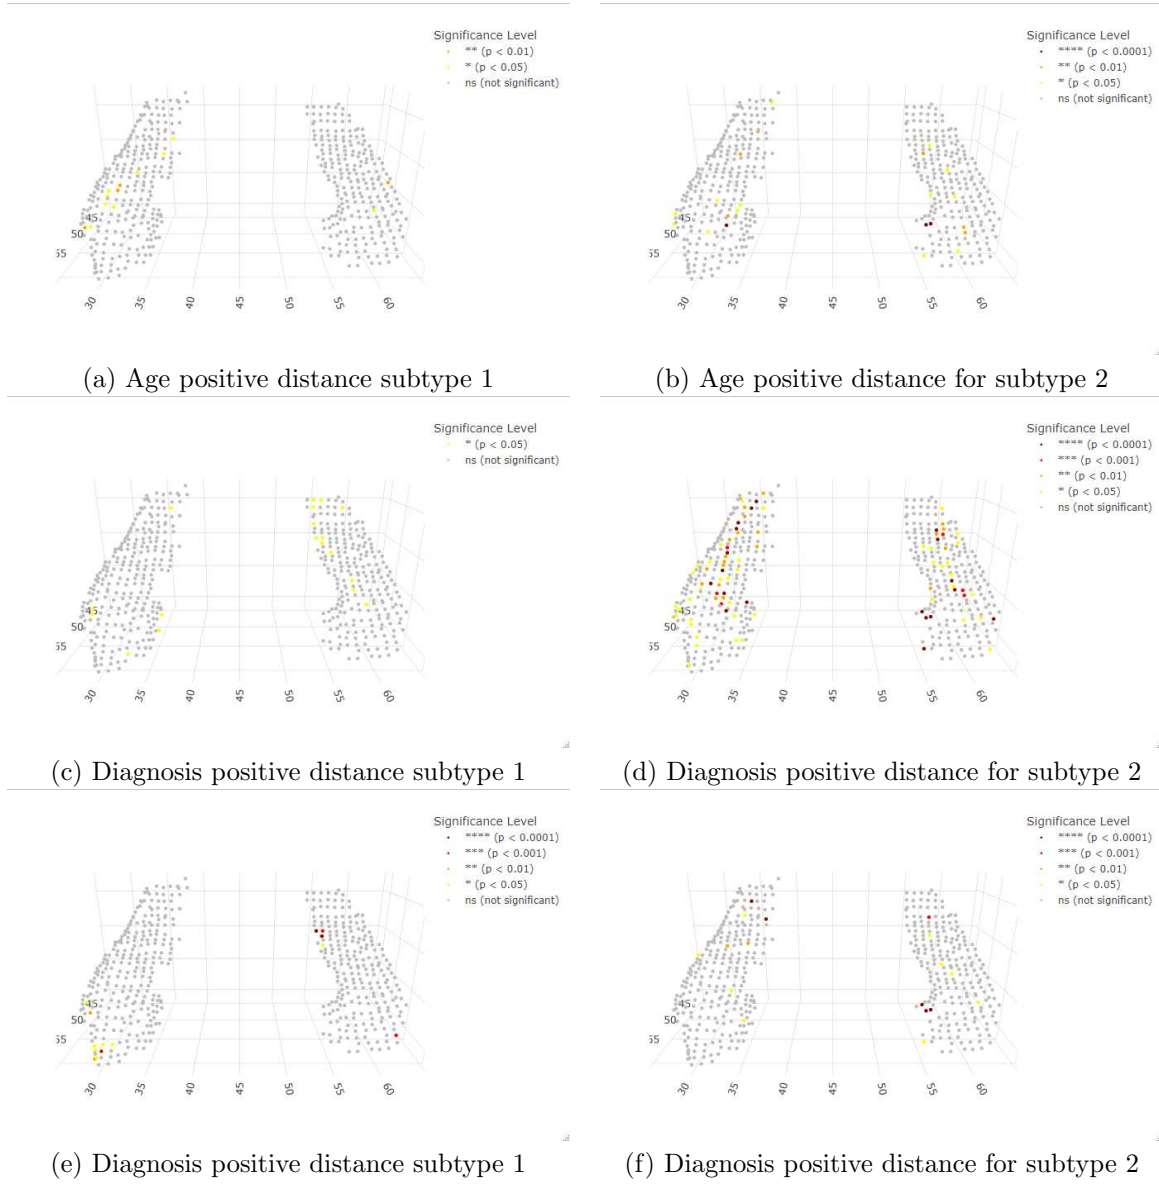 Significance Level
** (p < 0.01)
* (p < 0.05)
ns (not significant)
45
50
55
30
35
40
45
50
55
60
(a) Age positive distance subtype 1
Significance Level
**** (p < 0.0001)
** (p < 0.01)
* (p < 0.05)
ns (not significant)
45
50
55
30
35
40
45
50
55
60
(b) Age positive distance for subtype 2
Significance Level
* (p < 0.05)
ns (not significant)
45
50
55
30
35
40
45
50
55
60
(c) Diagnosis positive distance subtype 1
Significance Level
**** (p < 0.0001)
*** (p < 0.001)
** (p < 0.01)
* (p < 0.05)
ns (not significant)
45
50
55
30
35
40
45
50
55
60
(d) Diagnosis positive distance for subtype 2
Significance Level
**** (p < 0.0001)
*** (p < 0.001)
** (p < 0.01)
* (p < 0.05)
ns (not significant)
45
50
55
30
35
40
45
50
55
60
(e) Diagnosis positive distance subtype 1
Significance Level
**** (p < 0.0001)
*** (p < 0.001)
** (p < 0.01)
* (p < 0.05)
ns (not significant)
45
50
55
30
35
40
45
50
55
60
(f) Diagnosis positive distance for subtype 2